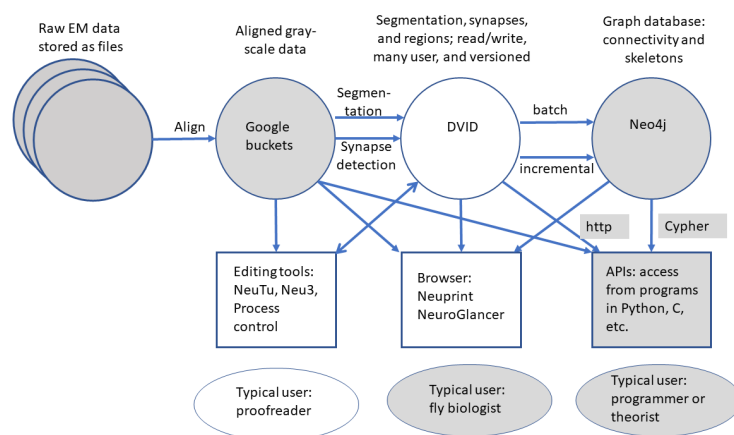 Raw EM data
stored as files
Aligned gray-
scale data
Segmentation, synapses,
and regions; read/write,
many user, and versioned
Graph database:
connectivity and
skeletons
Align
Google
buckets
Segmen-
tation
Synapse
detection
DVID
batch
incremental
Neo4j
http
Cypher
Editing tools:
NeuTu, Neu3,
Process
control
Browser:
Neuprint
NeuroGlancer
APIs: access
from programs
in Python, C,
etc.
Typical user:
proofreader
Typical user:
fly biologist
Typical user:
programmer or
theorist